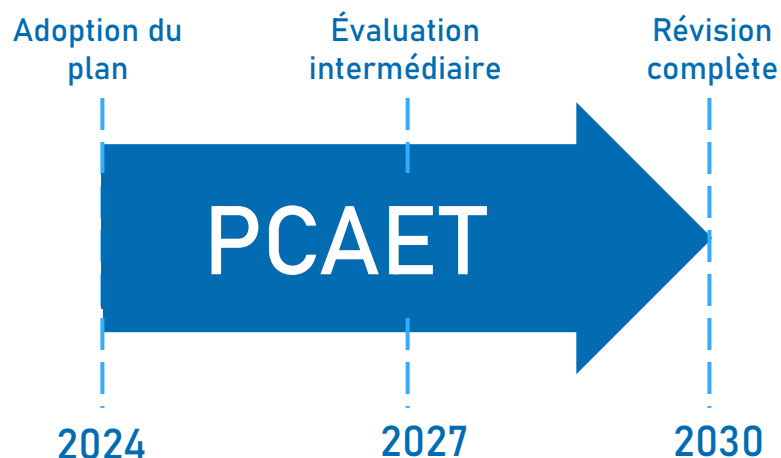 Adoption du
plan
Évaluation
intermédiaire
Révision
complète
PCAET
2024
2027
2030